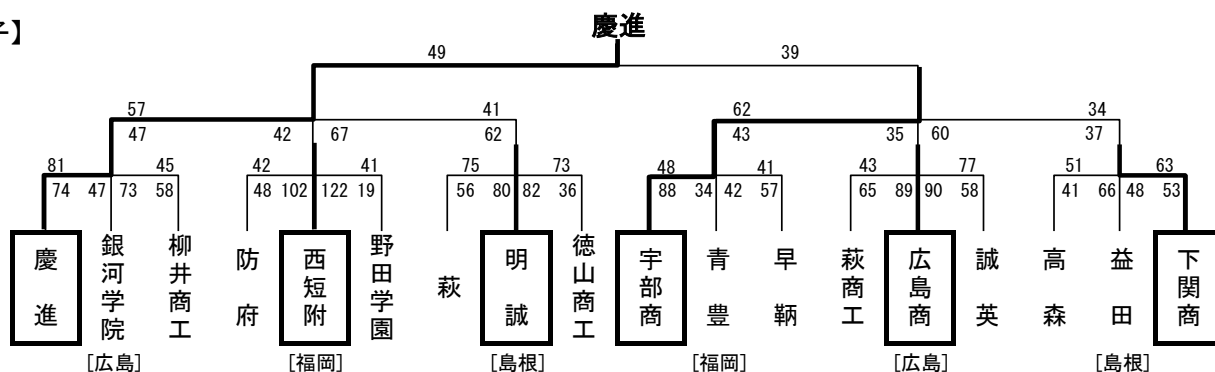 子】
慶進
49 39
57 41 62 34
47 42 67 62 43 35 60 37
81 45 42 41 75 73 48 41 43 77 51 63
74 47 73 58 48 102 122 19 56 80 82 36 88 34 42 57 65 89 90 58 41 66 48 53
慶進
銀河学院
柳井商工
防府
西短附
野田学園
萩
明誠
徳山商工
宇部商
青豊
早鞆
萩商工
広島商
誠英
高森
益田
下関商
[広島] [福岡] [島根] [福岡] [広島] [島根]